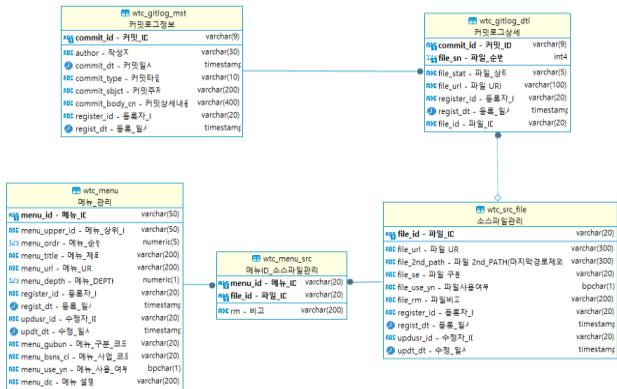 wtc_gitlog_mst
커밋로그정보
commit_id - 커밋_ID varchar(9)
author - 작성자 varchar(30)
commit_dt - 커밋일시 timestamp
commit_type - 커밋타입 varchar(10)
commit_sbjct - 커밋주제 varchar(200)
commit_body_cn - 커밋상세내용 varchar(400)
register_id - 등록자_I varchar(20)
regist_dt - 등록_일시 timestamp
wtc_gitlog_dtl
커밋로그상세
commit_id - 커밋_ID varchar(9)
file_sn - 파일_순번 int4
file_stat - 파일_상태 varchar(5)
file_url - 파일 URI varchar(100)
register_id - 등록자_I varchar(20)
regist_dt - 등록_일시 timestamp
file_id - 파일_ID varchar(20)
wtc_menu
메뉴_관리
menu_id - 메뉴_ID varchar(50)
menu_upper_id - 메뉴_상위_I varchar(50)
menu_ordr - 메뉴_순번 numeric(5)
menu_title - 메뉴_제목 varchar(200)
menu_url - 메뉴_UR varchar(200)
menu_depth - 메뉴_DEPTH numeric(1)
register_id - 등록자_I varchar(20)
regist_dt - 등록_일시 timestamp
updusr_id - 수정자_ID varchar(20)
updt_dt - 수정_일시 timestamp
menu_gubun - 메뉴_구분_코드 varchar(20)
menu_bsns_cl - 메뉴_사업_코드 varchar(20)
menu_use_yn - 메뉴_사용_여부 bpchar(1)
menu_dc - 메뉴 설명 varchar(200)
wtc_menu_src
메뉴ID_소스파일관리
menu_id - 메뉴_ID varchar(20)
file_id - 파일_ID varchar(20)
rm - 비고 varchar(200)
wtc_src_file
소스파일관리
file_id - 파일_ID varchar(20)
file_url - 파일 UR varchar(300)
file_2nd_path - 파일 2nd_PATH(마지막경로제외 varchar(300)
file_se - 파일 구분 varchar(20)
file_use_yn - 파일사용여부 bpchar(1)
file_rm - 파일비고 varchar(200)
register_id - 등록자_I varchar(20)
regist_dt - 등록_일시 timestamp
updusr_id - 수정자_ID varchar(20)
updt_dt - 수정_일시 timestamp